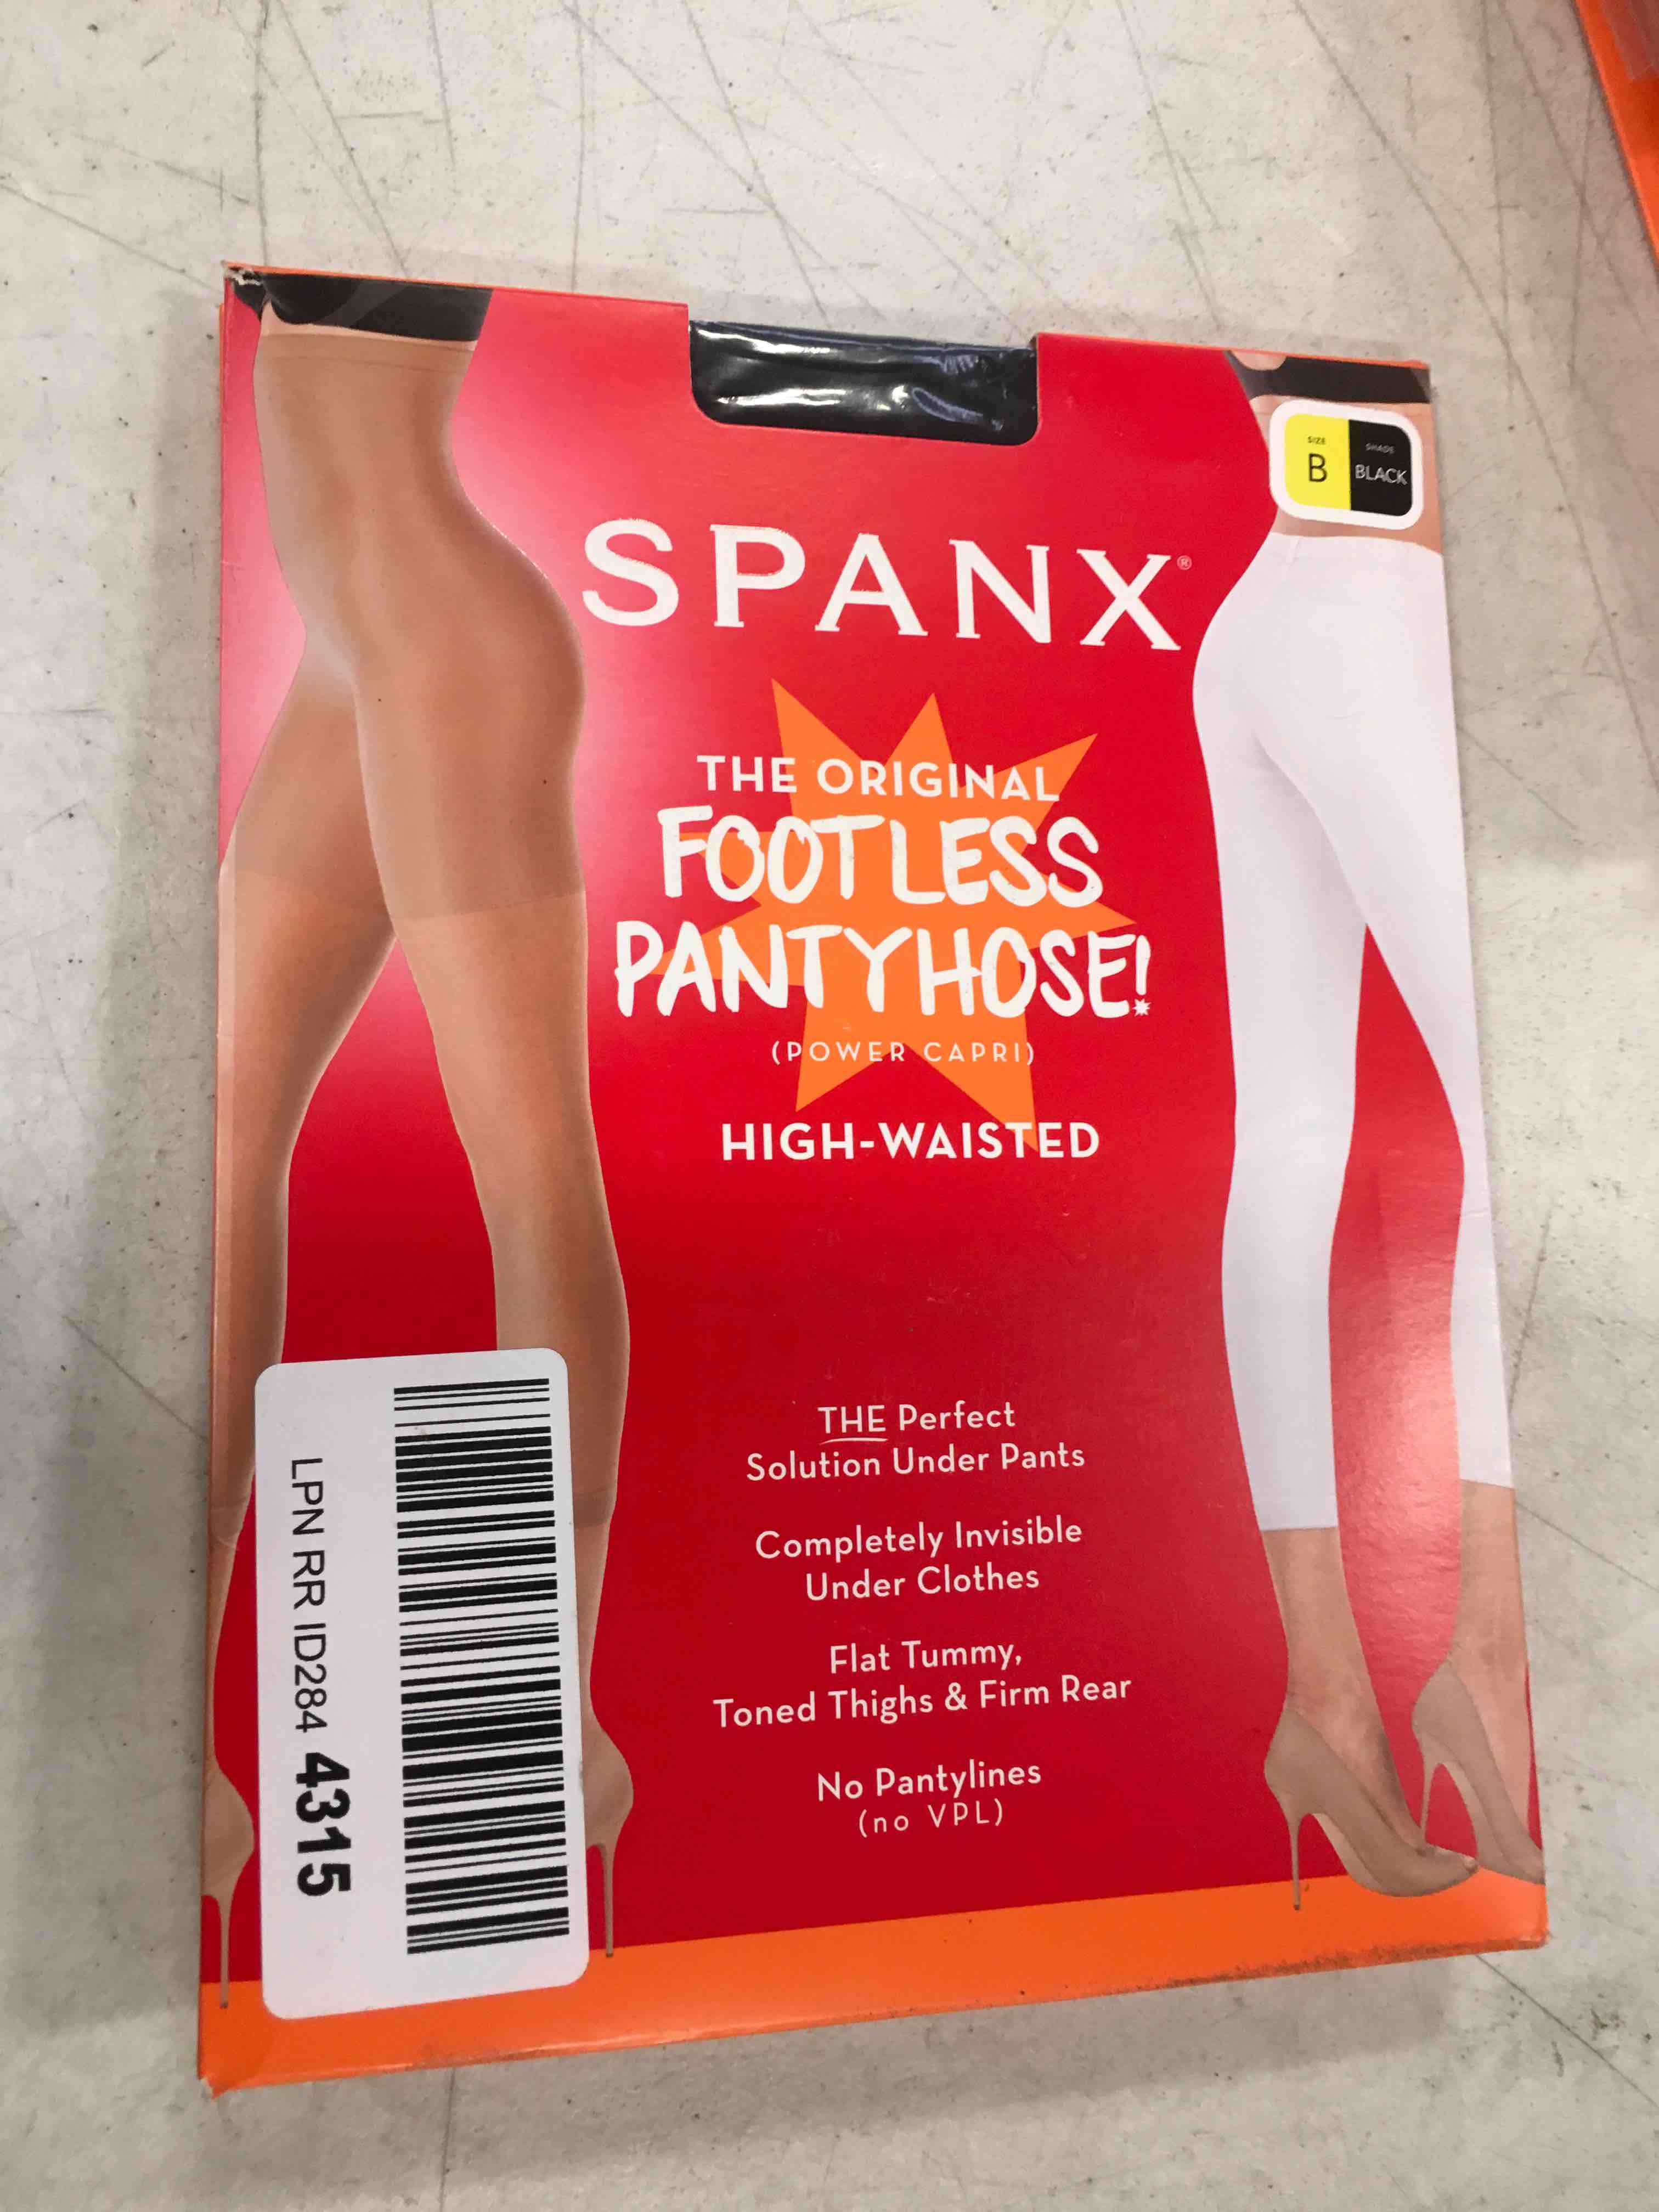 SIZE
B
SHADE
BLACK
SPANX®
THE ORIGINAL
FOOTLESS
PANTYHOSE!
(POWER CAPRI)
HIGH-WAISTED
THE Perfect
Solution Under Pants
Completely Invisible
Under Clothes
Flat Tummy,
Toned Thighs & Firm Rear
No Pantylines
(no VPL)
LPN RR ID284 4315